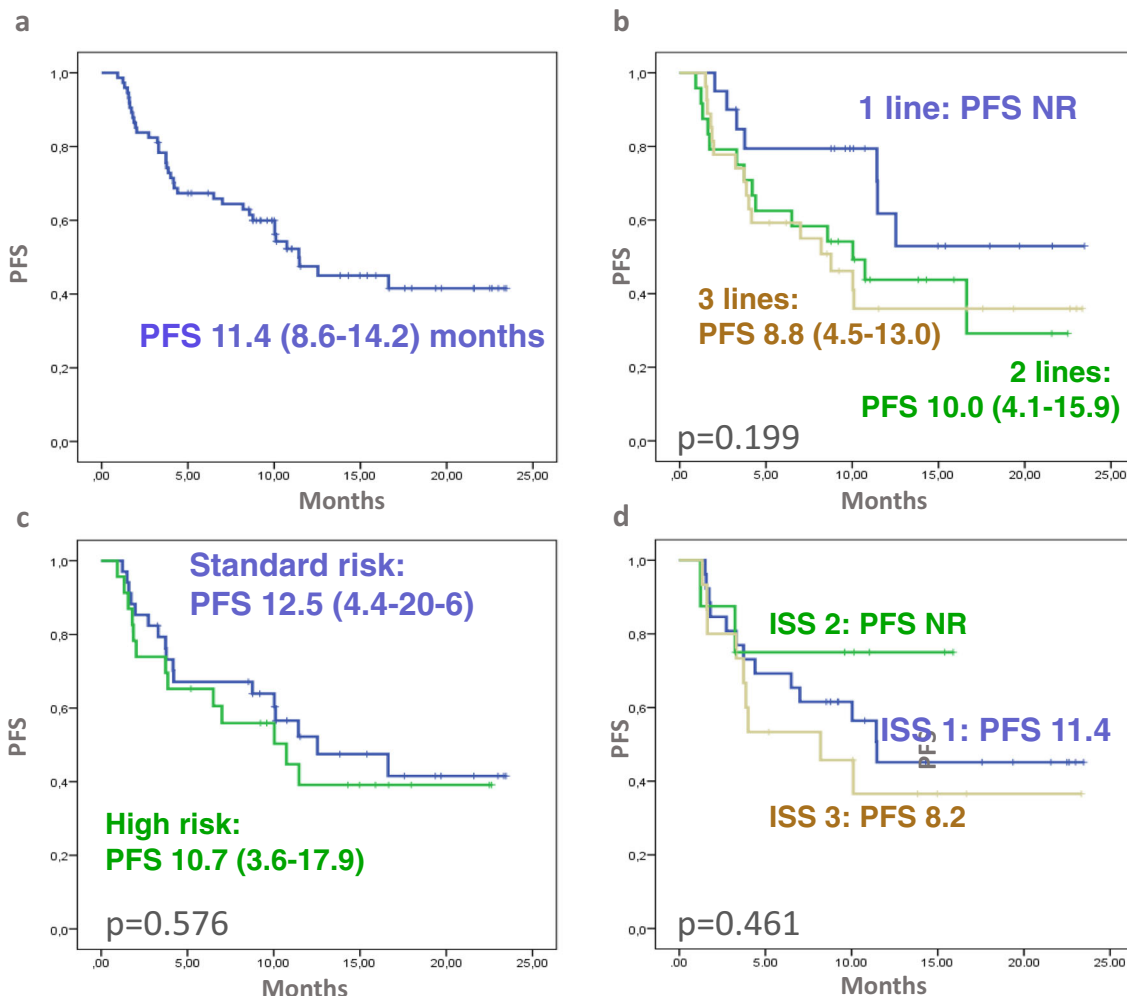 a
1,0
0,8
0,6
0,4
0,2
0,0
PFS
PFS 11.4 (8.6-14.2) months
,00 5,00 10,00 15,00 20,00 25,00
Months
b
1,0
0,8
0,6
0,4
0,2
0,0
PFS
1 line: PFS NR
3 lines:
PFS 8.8 (4.5-13.0)
2 lines:
PFS 10.0 (4.1-15.9)
p=0.199
,00 5,00 10,00 15,00 20,00 25,00
Months
c
1,0
0,8
0,6
0,4
0,2
0,0
PFS
Standard risk:
PFS 12.5 (4.4-20-6)
High risk:
PFS 10.7 (3.6-17.9)
p=0.576
,00 5,00 10,00 15,00 20,00 25,00
Months
d
1,0
0,8
0,6
0,4
0,2
0,0
PFS
ISS 2: PFS NR
ISS 1: PFS 11.4
PFS
ISS 3: PFS 8.2
p=0.461
,00 5,00 10,00 15,00 20,00 25,00
Months